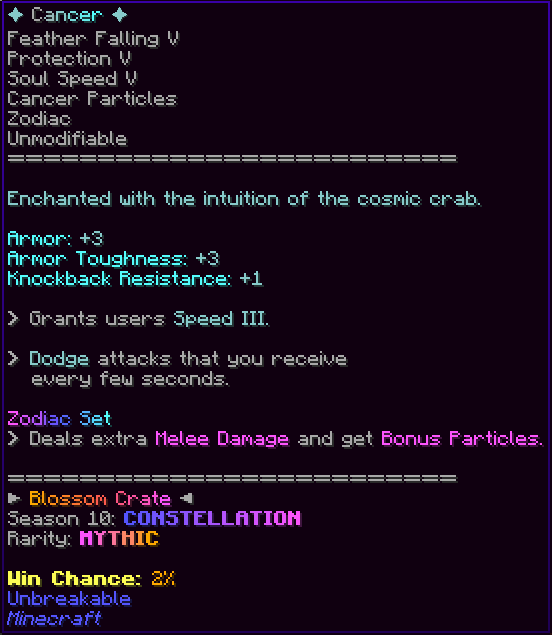 ✦ Cancer ✦
Feather Falling V
Protection V
Soul Speed V
Cancer Particles
Zodiac
Unmodifiable
===========================
Enchanted with the intuition of the cosmic crab.
Armor: +3
Armor Toughness: +3
Knockback Resistance: +1
> Grants users Speed III.
> Dodge attacks that you receive
every few seconds.
Zodiac Set
> Deals extra Melee Damage and get Bonus Particles.
===========================
► Blossom Crate ◄
Season 10: CONSTELLATION
Rarity: MYTHIC
Win Chance: 2%
Unbreakable
Minecraft